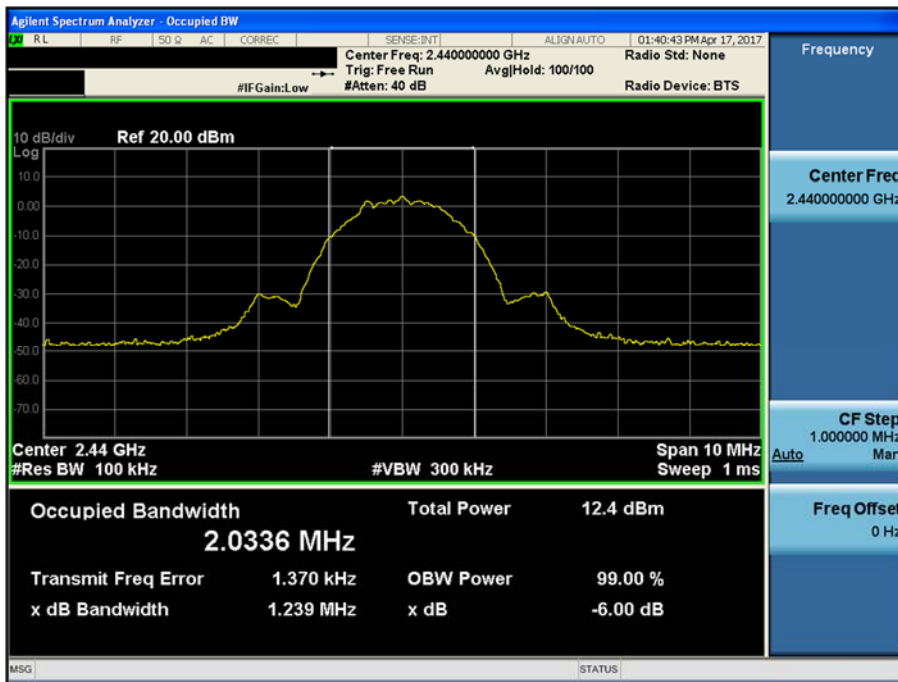 Agilent Spectrum Analyzer - Occupied BW
LXI RL RF 50 Ω AC CORREC SENSE:INT ALIGN AUTO 01:40:43 PM Apr 17, 2017
Center Freq: 2.440000000 GHz Radio Std: None
Trig: Free Run Avg|Hold: 100/100
#IFGain:Low #Atten: 40 dB Radio Device: BTS
10 dB/div Ref 20.00 dBm
Log
10.0
0.00
-10.0
-20.0
-30.0
-40.0
-50.0
-60.0
-70.0
Center 2.44 GHz Span 10 MHz
#Res BW 100 kHz #VBW 300 kHz Sweep 1 ms
Occupied Bandwidth Total Power 12.4 dBm
2.0336 MHz
Transmit Freq Error 1.370 kHz OBW Power 99.00 %
x dB Bandwidth 1.239 MHz x dB -6.00 dB
MSG STATUS
Frequency
Center Freq
2.440000000 GHz
CF Step
1.000000 MHz
Auto Man
Freq Offset
0 Hz